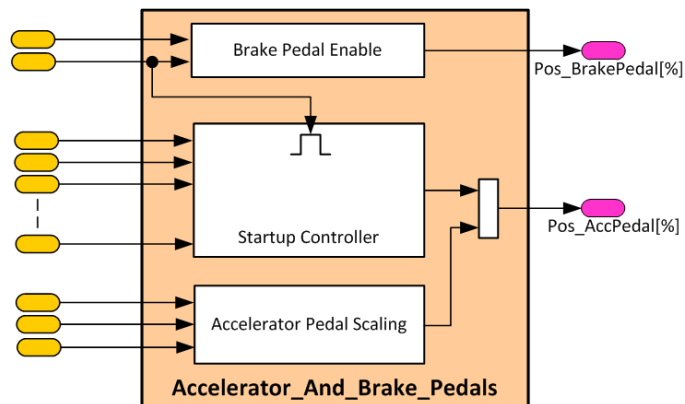 Brake Pedal Enable
Pos_BrakePedal[%]
Startup Controller
Pos_AccPedal[%]
Accelerator Pedal Scaling
Accelerator_And_Brake_Pedals